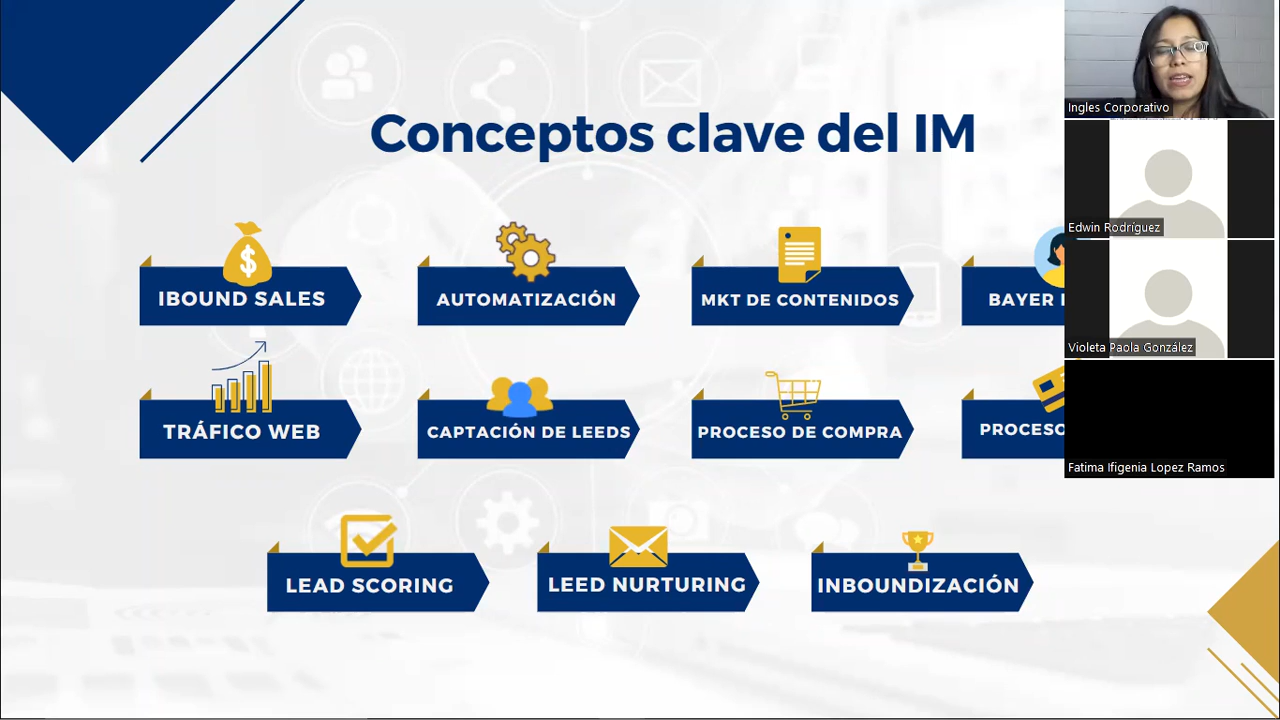 Conceptos clave del IM
IBOUND SALES
AUTOMATIZACIÓN
MKT DE CONTENIDOS
BAYER
TRÁFICO WEB
CAPTACIÓN DE LEEDS
PROCESO DE COMPRA
PROCESO
LEAD SCORING
LEED NURTURING
INBOUNDIZACIÓN
Ingles Corporativo
Edwin Rodríguez
Violeta Paola González
Fatima Ifigenia Lopez Ramos